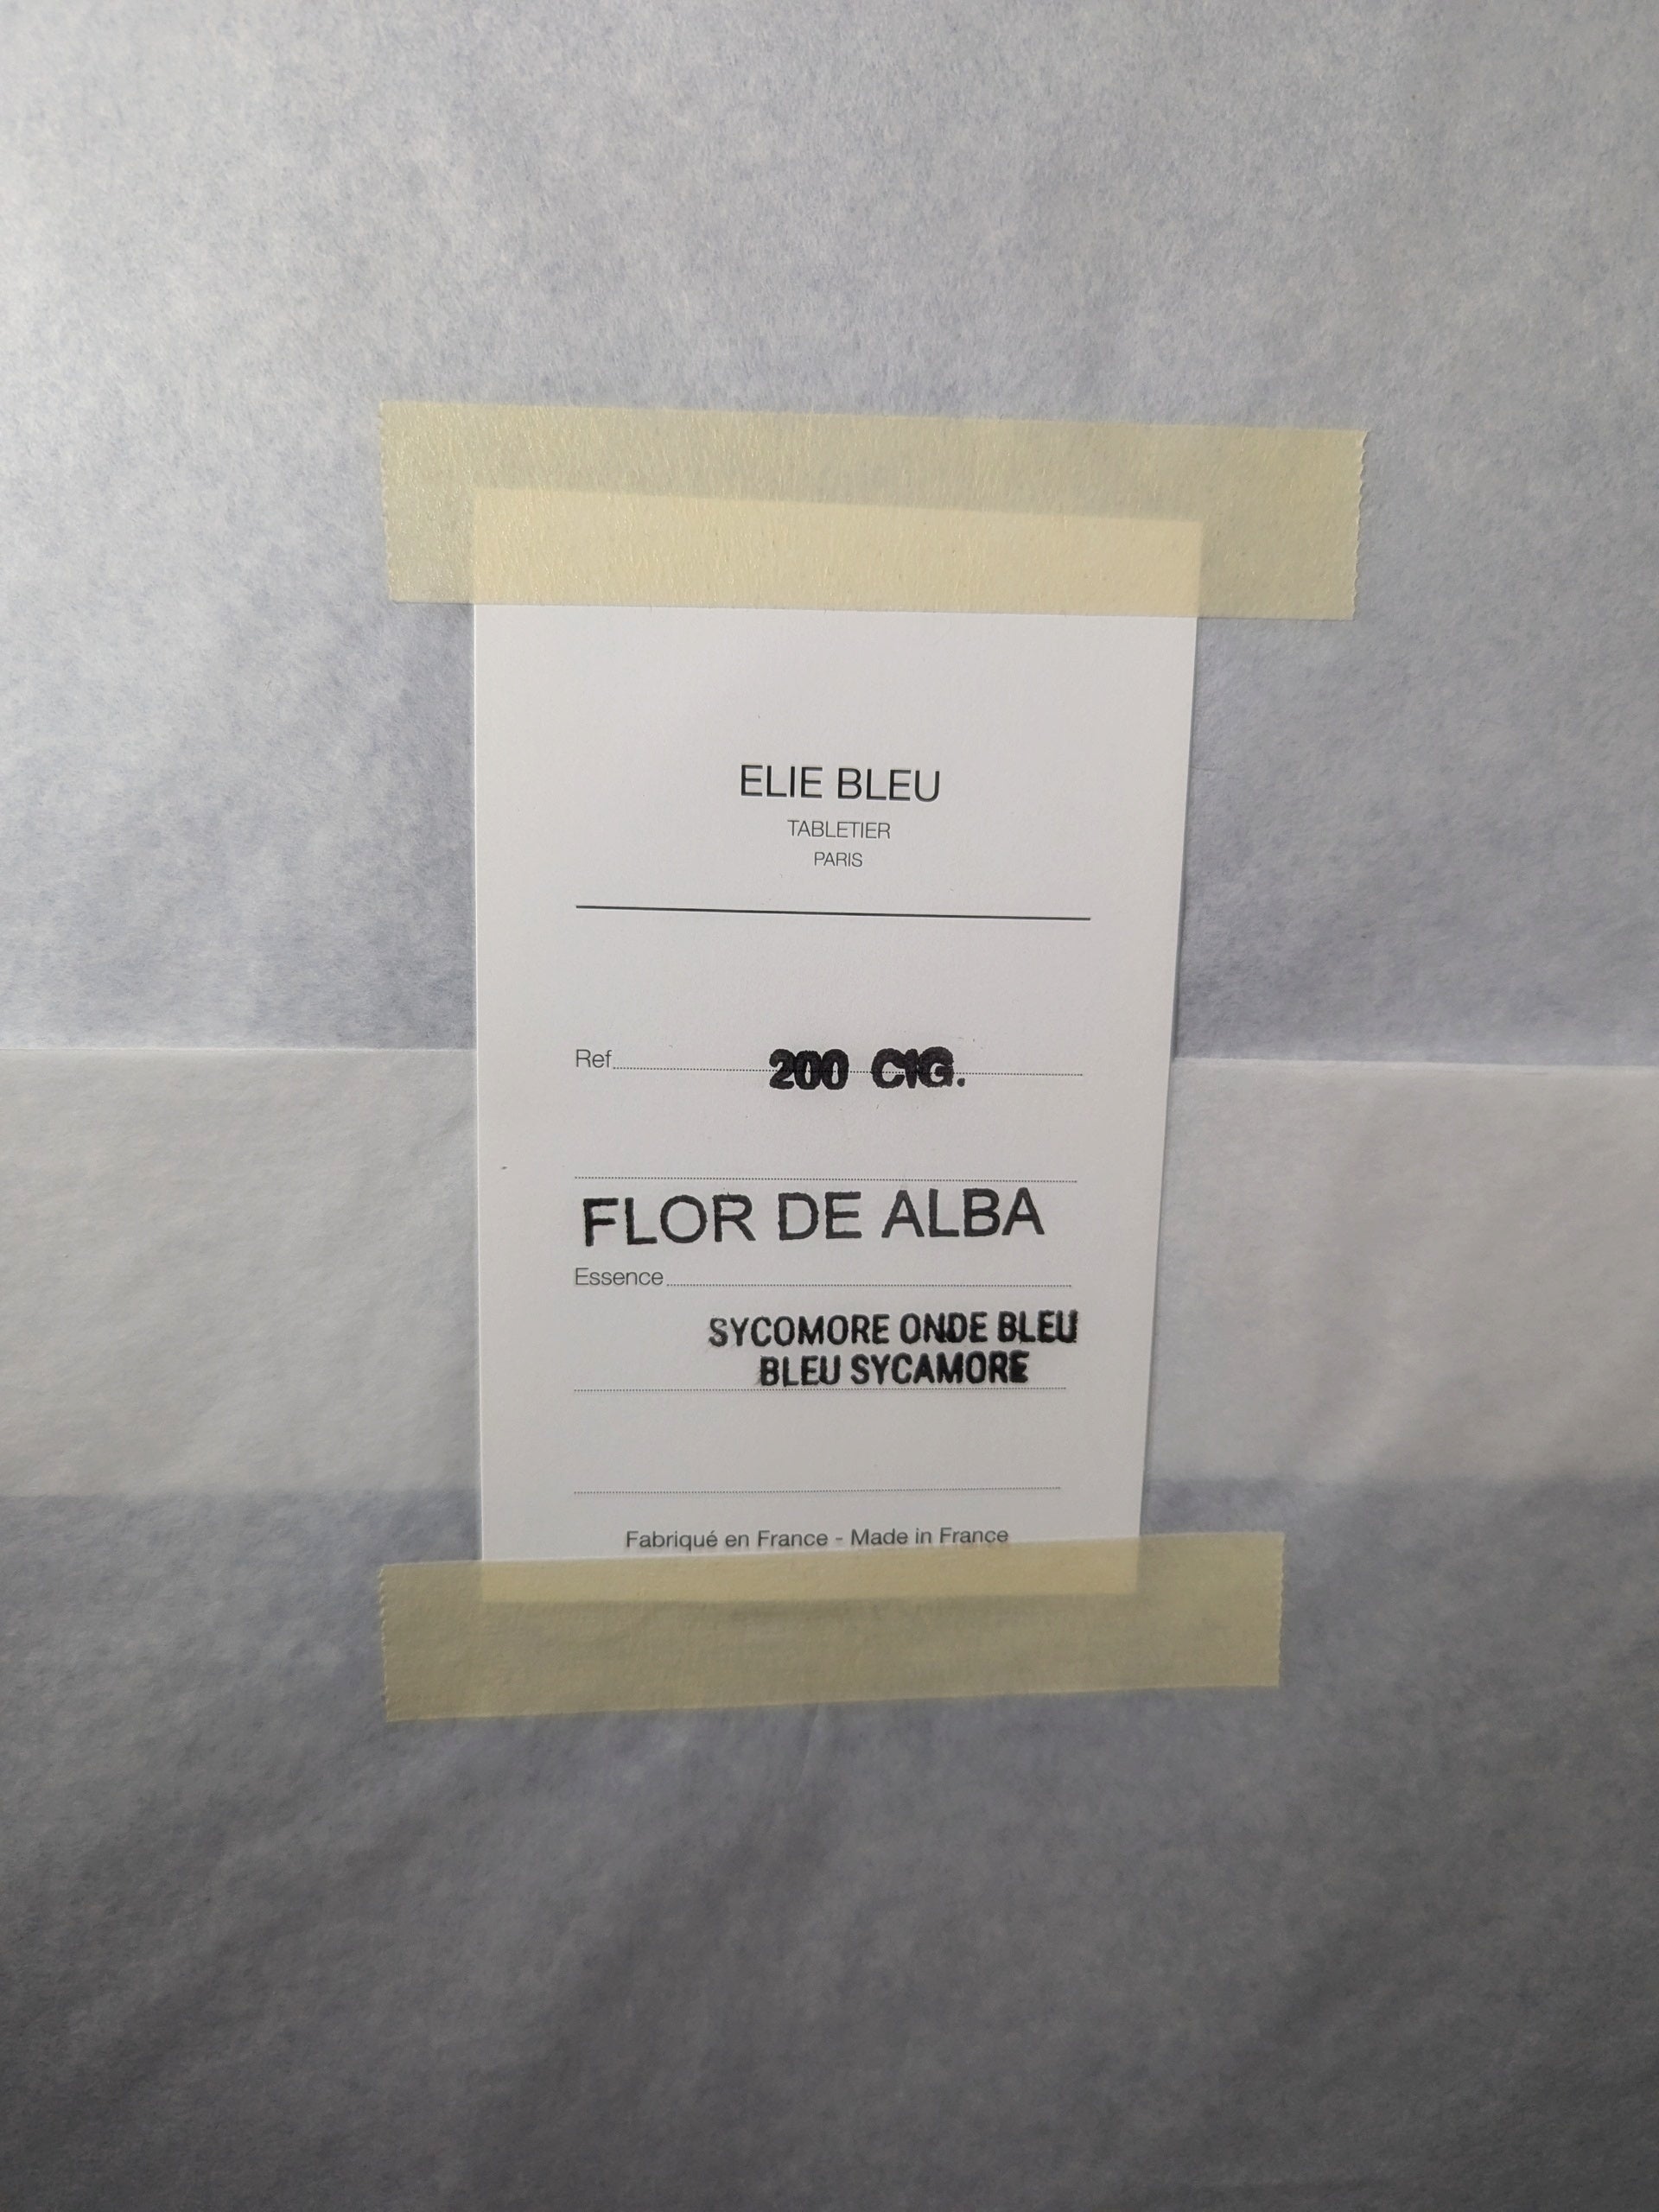 ELIE BLEU
TABLETIER
PARIS
Ref 200 CIG.
FLOR DE ALBA
Essence
SYCOMORE ONDE BLEU
BLEU SYCAMORE
Fabriqué en France - Made in France